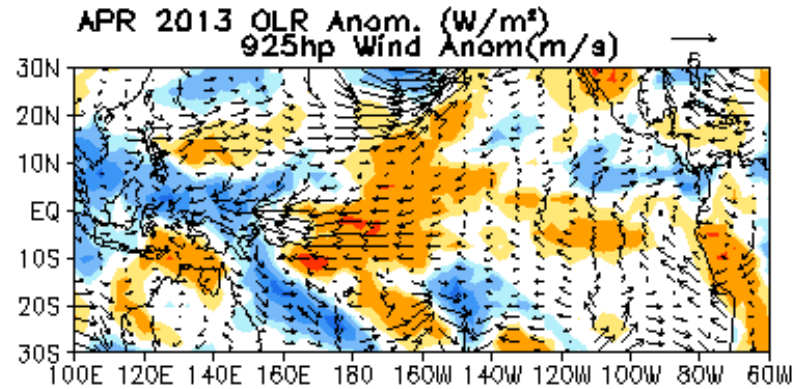 APR 2013 OLR Anom. (W/m²)
925hp Wind Anom(m/s)
6
30N
20N
10N
EQ
10S
20S
30S
100E 120E 140E 160E 180 160W 140W 120W 100W 80W 60W